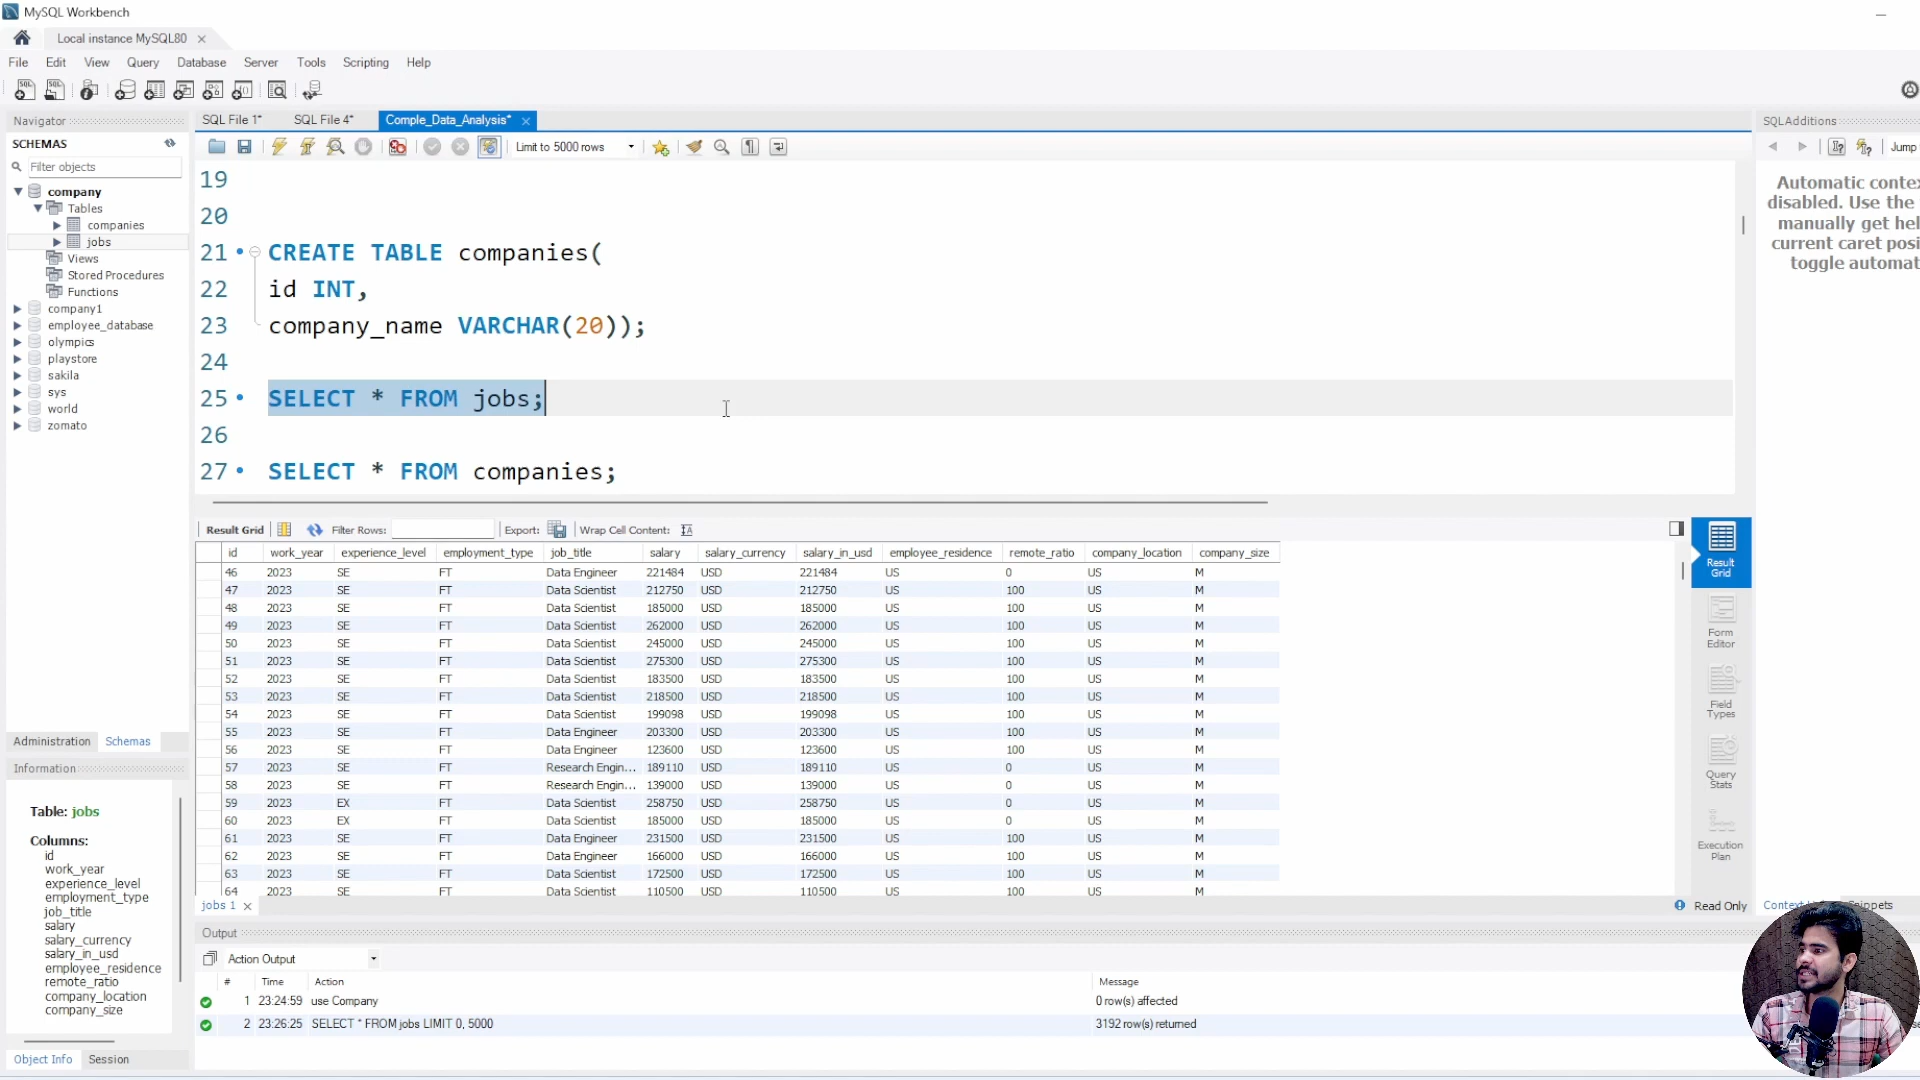 MySQL Workbench
Local instance MySQL80
File Edit View Query Database Server Tools Scripting Help
Navigator
SCHEMAS
Filter objects
company
Tables
companies
jobs
Views
Stored Procedures
Functions
company1
employee_database
olympics
playstore
sakila
sys
world
zomato
Administration Schemas
Information
Table: jobs
Columns:
id
work_year
experience_level
employment_type
job_title
salary
salary_currency
salary_in_usd
employee_residence
remote_ratio
company_location
company_size
Object Info Session
SQL File 1* SQL File 4* Comple_Data_Analysis*
Limit to 5000 rows
19
20
21 CREATE TABLE companies(
22 id INT,
23 company_name VARCHAR(20));
24
25 SELECT * FROM jobs;
26
27 SELECT * FROM companies;
Result Grid Filter Rows: Export: Wrap Cell Content:
id work_year experience_level employment_type job_title salary salary_currency salary_in_usd employee_residence remote_ratio company_location company_size
46 2023 SE FT Data Engineer 221484 USD 221484 US 0 US M
47 2023 SE FT Data Scientist 212750 USD 212750 US 100 US M
48 2023 SE FT Data Scientist 185000 USD 185000 US 100 US M
49 2023 SE FT Data Scientist 262000 USD 262000 US 100 US M
50 2023 SE FT Data Scientist 245000 USD 245000 US 100 US M
51 2023 SE FT Data Scientist 275300 USD 275300 US 100 US M
52 2023 SE FT Data Scientist 183500 USD 183500 US 100 US M
53 2023 SE FT Data Scientist 218500 USD 218500 US 100 US M
54 2023 SE FT Data Scientist 199098 USD 199098 US 100 US M
55 2023 SE FT Data Engineer 203300 USD 203300 US 100 US M
56 2023 SE FT Data Engineer 123600 USD 123600 US 100 US M
57 2023 SE FT Research Engin... 189110 USD 189110 US 0 US M
58 2023 SE FT Research Engin... 139000 USD 139000 US 0 US M
59 2023 EX FT Data Scientist 258750 USD 258750 US 0 US M
60 2023 EX FT Data Scientist 185000 USD 185000 US 0 US M
61 2023 SE FT Data Engineer 231500 USD 231500 US 100 US M
62 2023 SE FT Data Engineer 166000 USD 166000 US 100 US M
63 2023 SE FT Data Scientist 172500 USD 172500 US 100 US M
64 2023 SE FT Data Scientist 110500 USD 110500 US 100 US M
jobs 1
Read Only
Result
Grid
Form
Editor
Field
Types
Query
Stats
Execution
Plan
Output
Action Output
# Time Action Message
1 23:24:59 use Company 0 row(s) affected
2 23:26:25 SELECT * FROM jobs LIMIT 0, 5000 3192 row(s) returned
SQLAdditions
Jump
Automatic contex
disabled. Use the
manually get hel
current caret posi
toggle automat